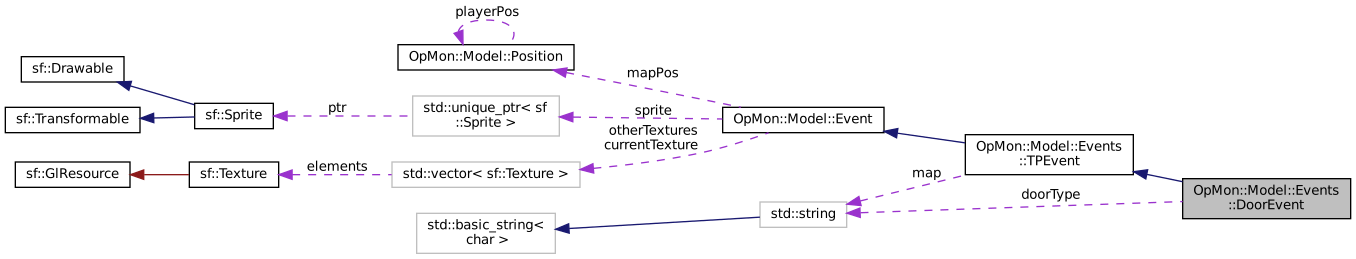 playerPos
OpMon::Model::Position
sf::Drawable
mapPos
std::unique_ptr< sf
::Sprite >
ptr
sprite
sf::Sprite
sf::Transformable
OpMon::Model::Event
otherTextures
currentTexture
OpMon::Model::Events
::TPEvent
elements
sf::GlResource
sf::Texture
std::vector< sf::Texture >
map
doorType
OpMon::Model::Events
::DoorEvent
std::string
std::basic_string<
char >